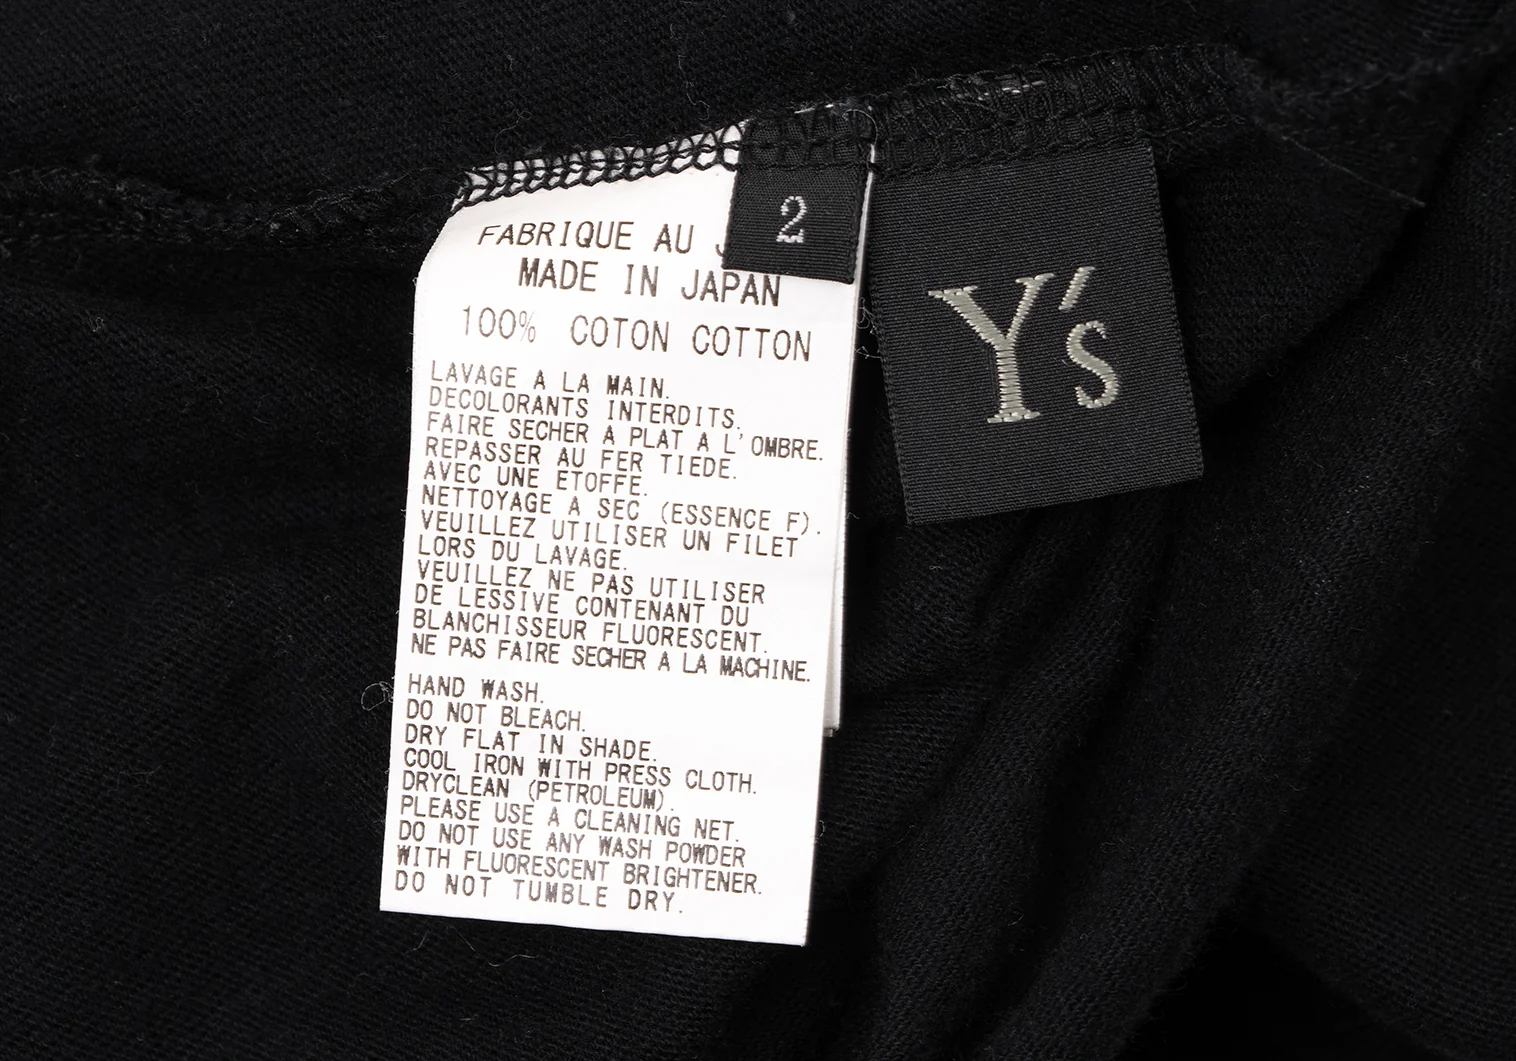 FABRIQUE AU
2
MADE IN JAPAN
100% COTON COTTON
LAVAGE A LA MAIN.
DECOLORANTS INTERDITS.
FAIRE SECHER A PLAT A L'OMBRE.
REPASSER AU FER TIEDE.
AVEC UNE ETOFFE.
NETTOYAGE A SEC (ESSENCE F).
VEUILLEZ UTILISER UN FILET
LORS DU LAVAGE.
VEUILLEZ NE PAS UTILISER
DE LESSIVE CONTENANT DU
BLANCHISSEUR FLUORESCENT.
NE PAS FAIRE SECHER A LA MACHINE.
HAND WASH.
DO NOT BLEACH.
DRY FLAT IN SHADE.
COOL IRON WITH PRESS CLOTH.
DRYCLEAN (PETROLEUM).
PLEASE USE A CLEANING NET.
DO NOT USE ANY WASH POWDER
WITH FLUORESCENT BRIGHTENER.
DO NOT TUMBLE DRY.
Y's